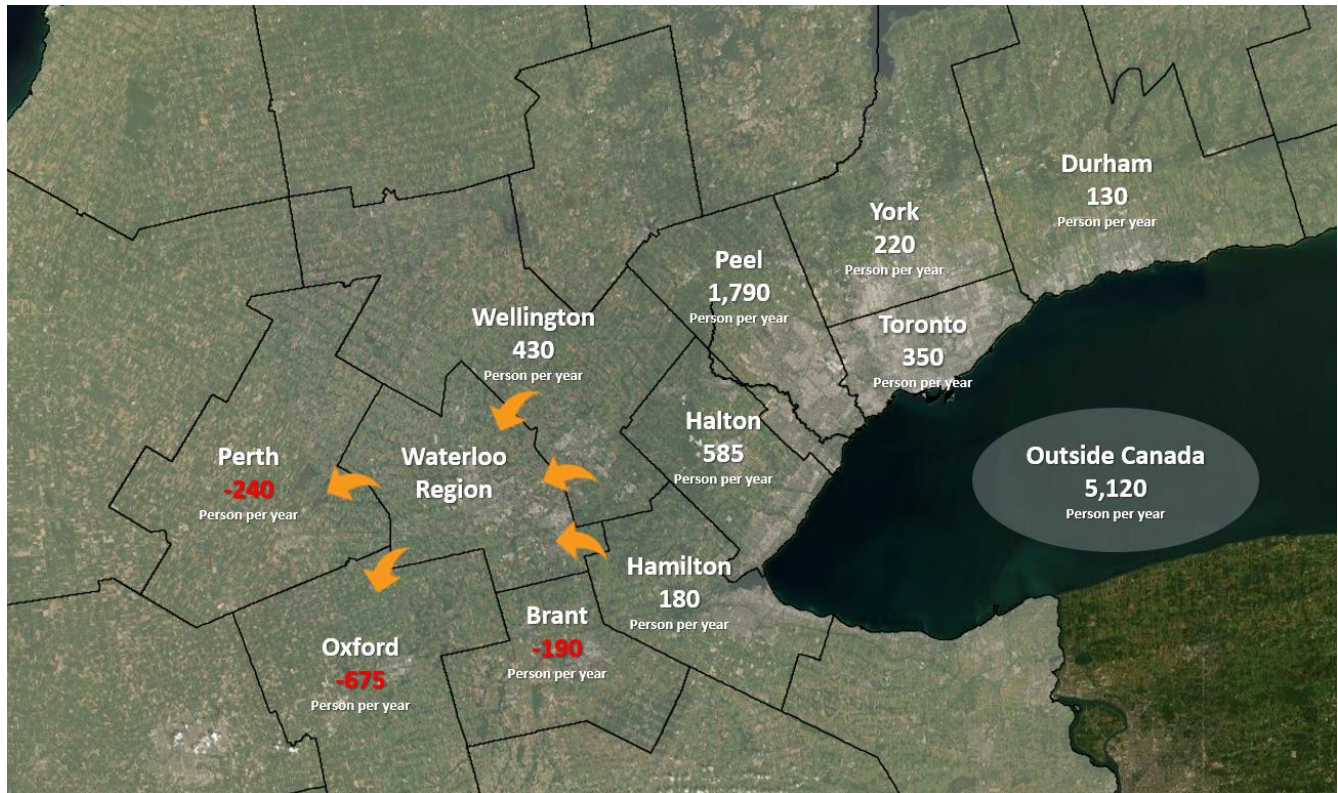 Durham
130
Person per year
York
220
Person per year
Peel
1,790
Person per year
Toronto
350
Person per year
Wellington
430
Person per year
Halton
585
Person per year
Outside Canada
5,120
Person per year
Perth
-240
Person per year
Waterloo
Region
Hamilton
180
Person per year
Brant
-190
Person per year
Oxford
-675
Person per year